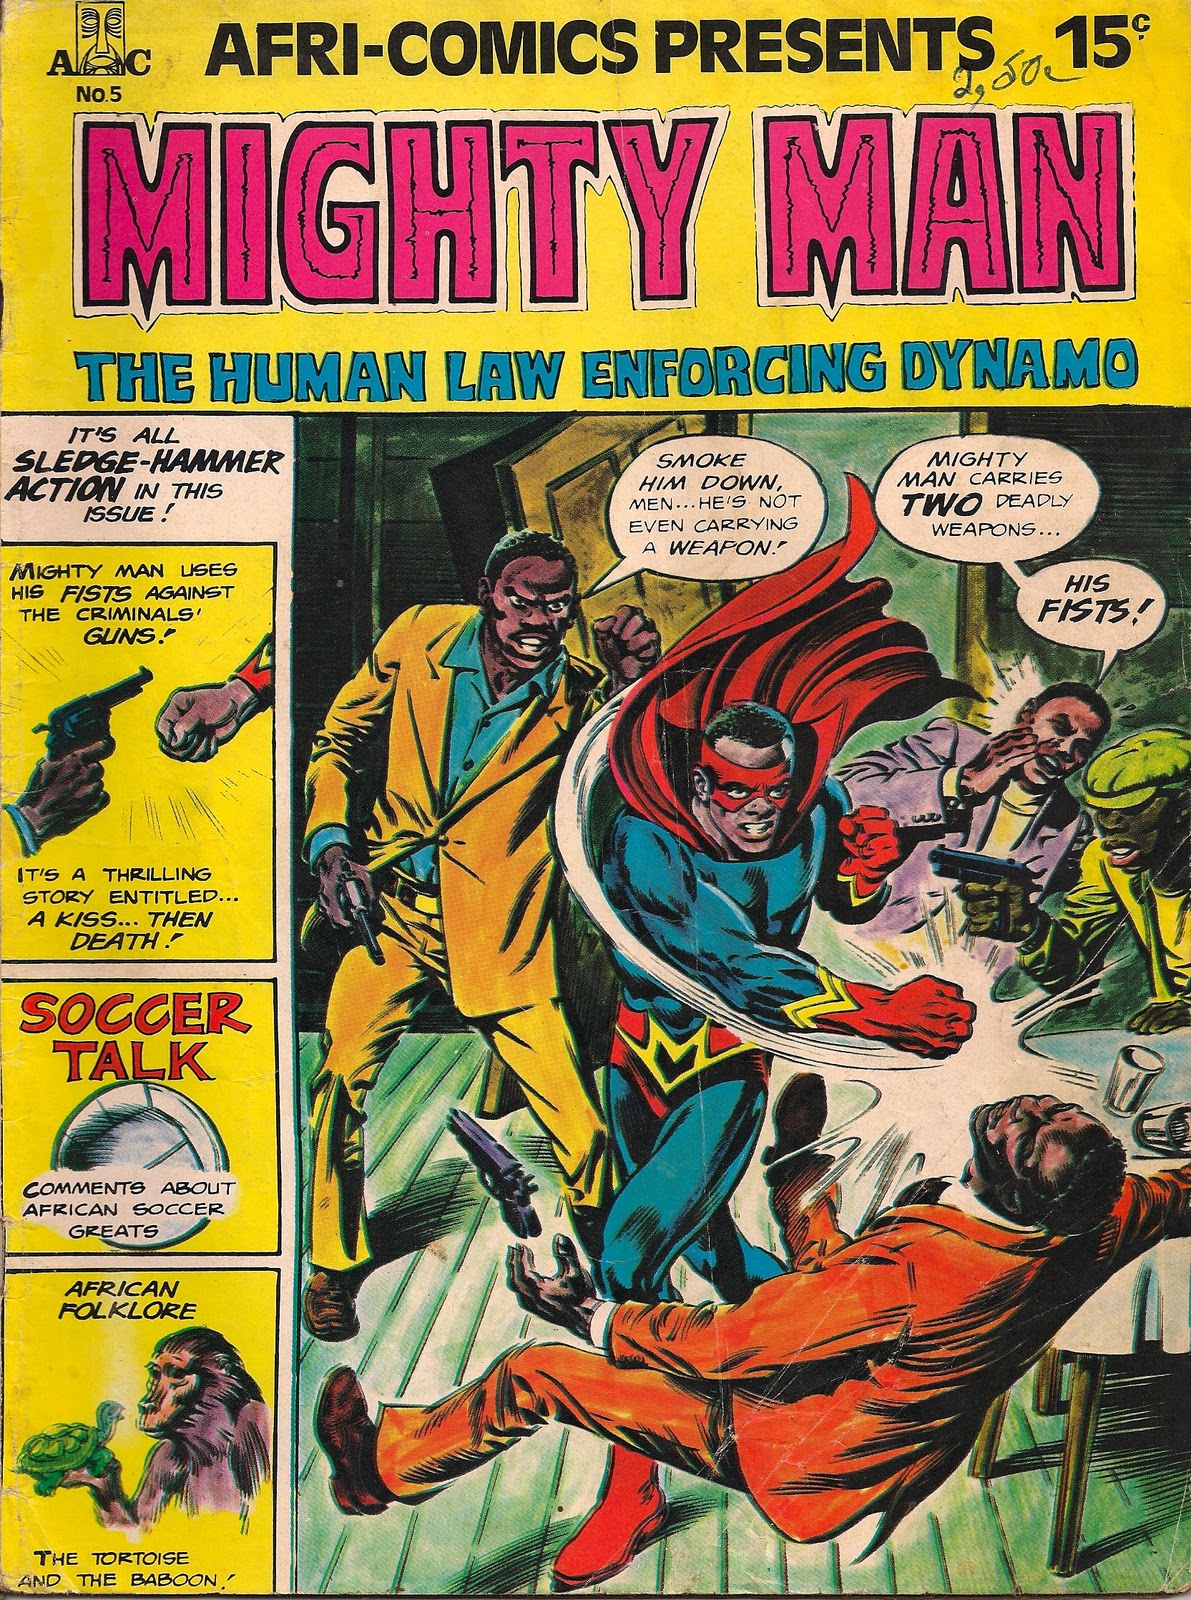 AFRI-COMICS PRESENTS 15c
A C
No.5
2,50c
MIGHTY MAN
THE HUMAN LAW ENFORCING DYNAMO
IT'S ALL
SLEDGE-HAMMER
ACTION IN THIS
ISSUE!
MIGHTY MAN USES
HIS FISTS AGAINST
THE CRIMINALS'
GUNS!
IT'S A THRILLING
STORY ENTITLED...
A KISS... THEN
DEATH!
SOCCER
TALK
COMMENTS ABOUT
AFRICAN SOCCER
GREATS
AFRICAN
FOLKLORE
THE TORTOISE
AND THE BABOON!
SMOKE
HIM DOWN,
MEN...HE'S NOT
EVEN CARRYING
A WEAPON!
MIGHTY
MAN CARRIES
TWO DEADLY
WEAPONS...
HIS
FISTS!
M